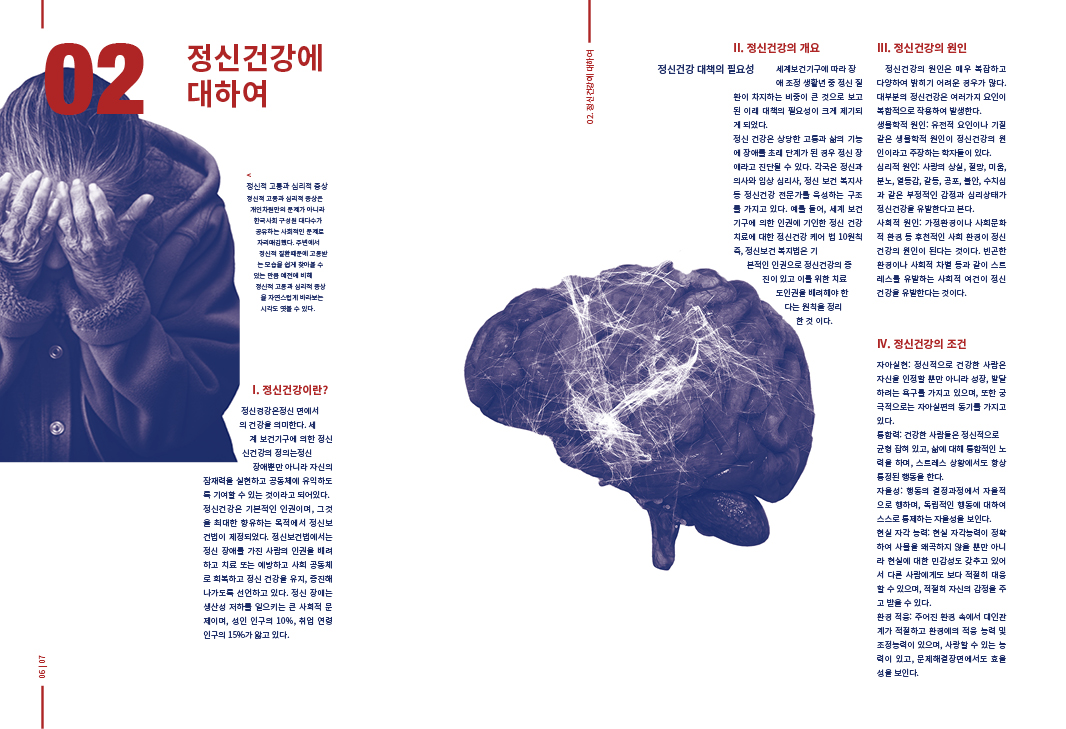 02
정신건강에
대하여
<
정신적 고통과 심리적 증상
정신적 고통과 심리적 증상은
개인차원만의 문제가 아니라
한국사회 구성원 대다수가
공유하는 사회적인 문제로
자리매김했다. 주변에서
정신적 질환때문에 고통받
는 모습을 쉽게 찾아볼 수
있는 만큼 예전에 비해
정신적 고통과 심리적 증상
을 자연스럽게 바라보는
시각도 엿볼 수 있다.
I. 정신건강이란?
정신건강은정신 면에서
의 건강을 의미한다. 세
계 보건기구에 의한 정신
신건강의 정의는정신
장애뿐만 아니라 자신의
잠재력을 실현하고 공동체에 유익하도
록 기여할 수 있는 것이라고 되어있다.
정신건강은 기본적인 인권이며, 그것
을 최대한 향유하는 목적에서 정신보
건법이 제정되었다. 정신보건법에서는
정신 장애를 가진 사람의 인권을 배려
하고 치료 또는 예방하고 사회 공동체
로 회복하고 정신 건강을 유지, 증진해
나가도록 선언하고 있다. 정신 장애는
생산성 저하를 일으키는 큰 사회적 문
제이며, 성인 인구의 10%, 취업 연령
인구의 15%가 앓고 있다.
06 | 07
02. 정신건강에 대하여
II. 정신건강의 개요
정신건강 대책의 필요성
세계보건기구에 따라 장
애 조정 생활년 중 정신 질
환이 차지하는 비중이 큰 것으로 보고
된 이래 대책의 필요성이 크게 제기되
게 되었다.
정신 건강은 상당한 고통과 삶의 기능
에 장애를 초래 단계가 된 경우 정신 장
애라고 진단될 수 있다. 각국은 정신과
의사와 임상 심리사, 정신 보건 복지사
등 정신건강 전문가를 육성하는 구조
를 가지고 있다. 예를 들어, 세계 보건
기구에 의한 인권에 기인한 정신 건강
치료에 대한 정신건강 케어 법 10원칙
즉, 정신보건 복지법은 기
본적인 인권으로 정신건강의 증
진이 있고 이를 위한 치료
도인권을 배려해야 한
다는 원칙을 정리
한 것 이다.
III. 정신건강의 원인
정신건강의 원인은 매우 복잡하고
다양하여 밝히기 어려운 경우가 많다.
대부분의 정신건강은 여러가지 요인이
복합적으로 작용하여 발생한다.
생물학적 원인: 유전적 요인이나 기질
같은 생물학적 원인이 정신건강의 원
인이라고 주장하는 학자들이 있다.
심리적 원인: 사랑의 상실, 절망, 미움,
분노, 열등감, 갈등, 공포, 불안, 수치심
과 같은 부정적인 감정과 심리상태가
정신건강을 유발한다고 본다.
사회적 원인: 가정환경이나 사회문화
적 환경 등 후천적인 사회 환경이 정신
건강의 원인이 된다는 것이다. 빈곤한
환경이나 사회적 차별 등과 같이 스트
레스를 유발하는 사회적 여건이 정신
건강을 유발한다는 것이다.
IV. 정신건강의 조건
자아실현: 정신적으로 건강한 사람은
자신을 인정할 뿐만 아니라 성장, 발달
하려는 욕구를 가지고 있으며, 또한 궁
극적으로는 자아실편의 동기를 가지고
있다.
통합력: 건강한 사람들은 정신적으로
균형 잡혀 있고, 삶에 대해 통합적인 노
력을 하며, 스트레스 상황에서도 항상
통정된 행동을 한다.
자율성: 행동의 결정과정에서 자율적
으로 행하며, 독립적인 행동에 대하여
스스로 통제하는 자율성을 보인다.
현실 자각 능력: 현실 자각능력이 정확
하여 사물을 왜곡하지 않을 뿐만 아니
라 현실에 대한 민감성도 갖추고 있어
서 다른 사람에게도 보다 적절히 대응
할 수 있으며, 적절히 자신의 감정을 주
고 받을 수 있다.
환경 적응: 주어진 환경 속에서 대인관
계가 적절하고 환경에의 적응 능력 및
조정능력이 있으며, 사랑할 수 있는 능
력이 있고, 문제해결장면에서도 효율
성을 보인다.